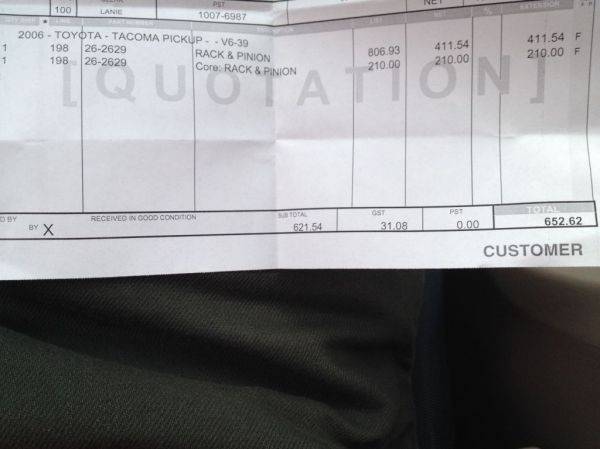 PST
100 LANIE 1007-6987
NET
LINE EXTENSION
2006 - TOYOTA - TACOMA PICKUP - - V6-39
1 198 26-2629 RACK & PINION 806.93 411.54 411.54 F
1 198 26-2629 Core: RACK & PINION 210.00 210.00 210.00 F
[QUOTATION]
RECEIVED IN GOOD CONDITION SUB TOTAL GST PST TOTAL
D BY
BY X 621.54 31.08 0.00 652.62
CUSTOMER